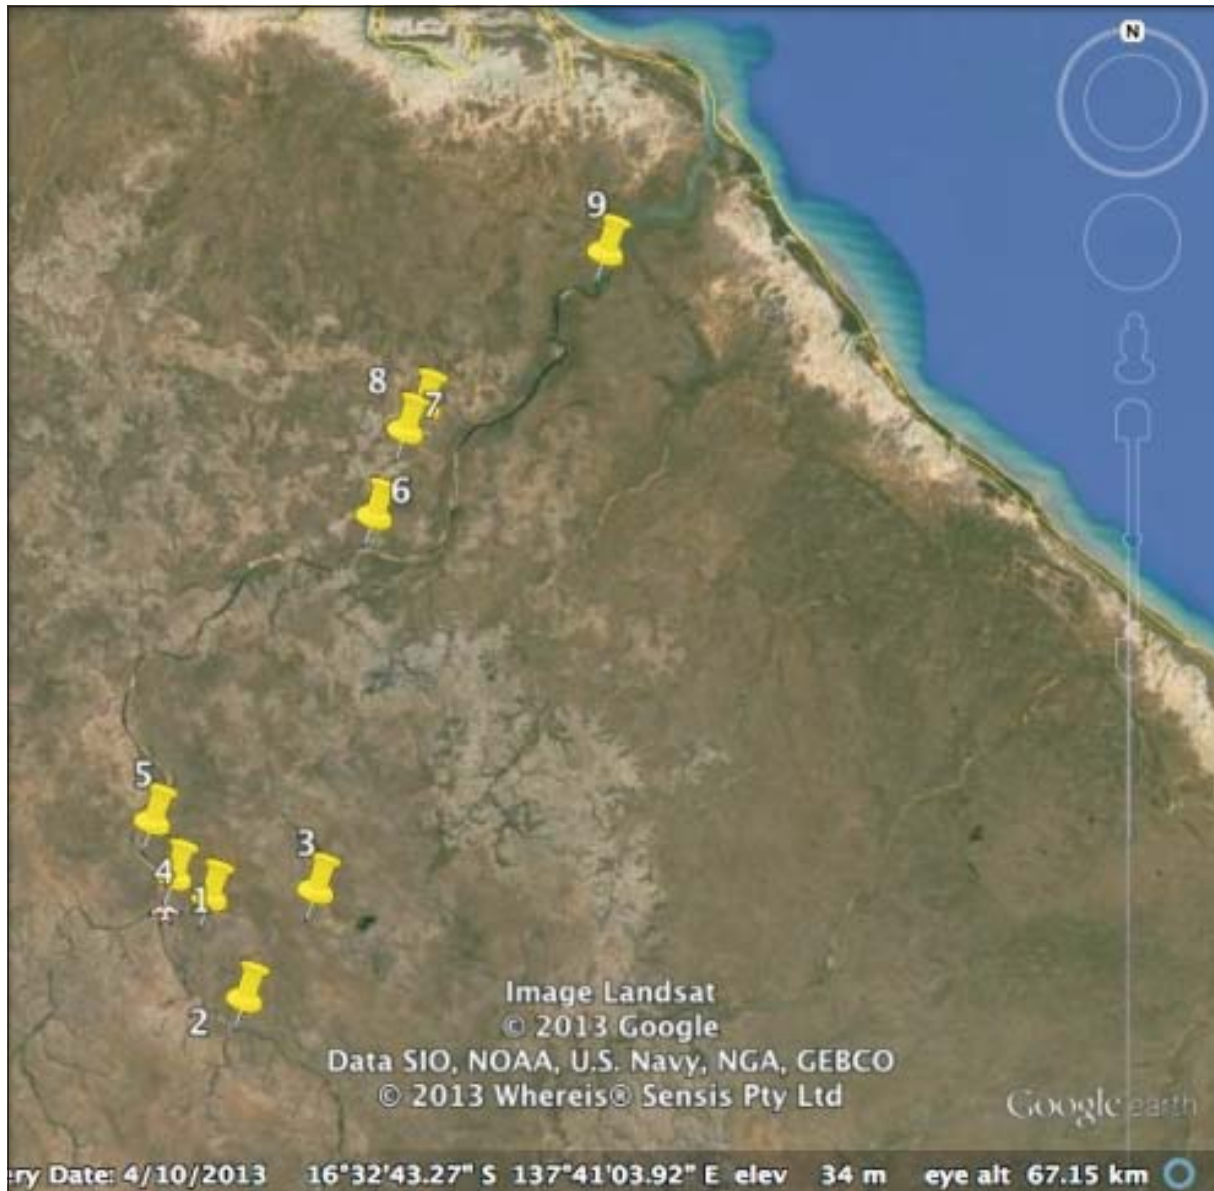 N
9
8
7
6
5
3
4
1
2
Image Landsat
© 2013 Google
Data SIO, NOAA, U.S. Navy, NGA, GEBCO
© 2013 Whereis® Sensis Pty Ltd
Google earth
ery Date: 4/10/2013 16°32'43.27" S 137°41'03.92" E elev 34 m eye alt 67.15 km